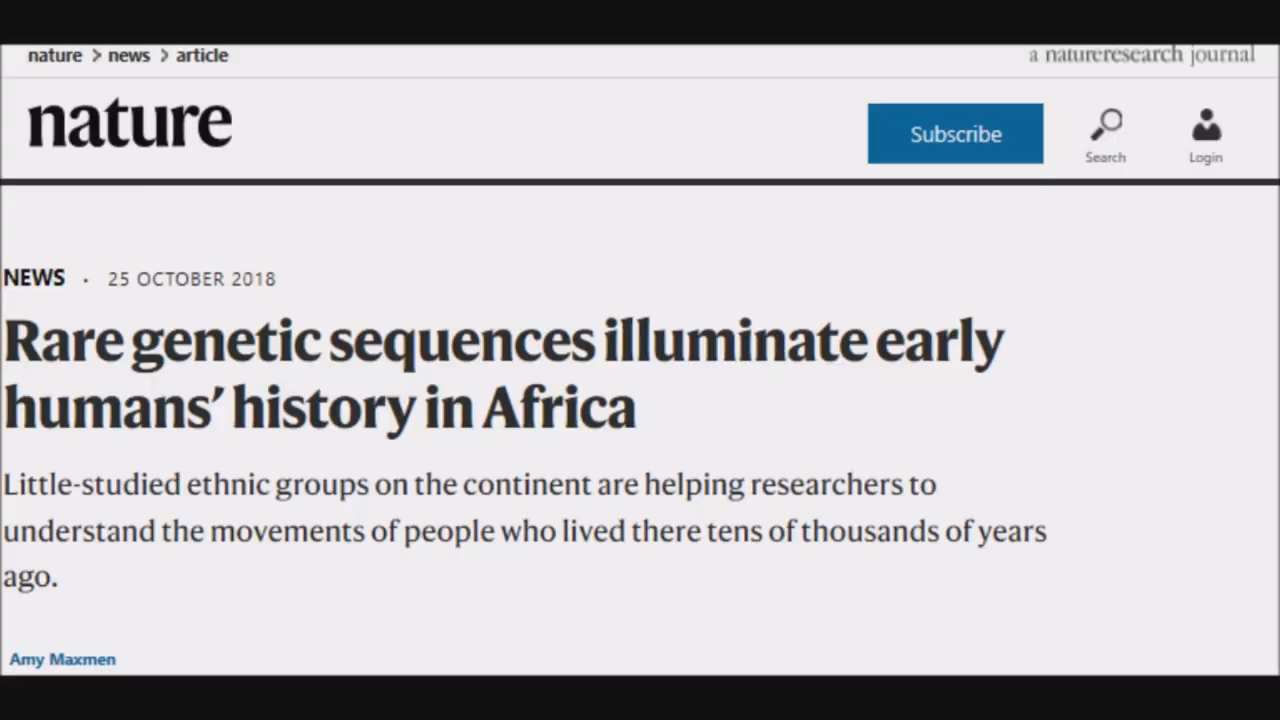 nature > news > article
a natureresearch journal
nature
Subscribe
Search
Login
NEWS · 25 OCTOBER 2018
Rare genetic sequences illuminate early
humans’ history in Africa
Little-studied ethnic groups on the continent are helping researchers to
understand the movements of people who lived there tens of thousands of years
ago.
Amy Maxmen